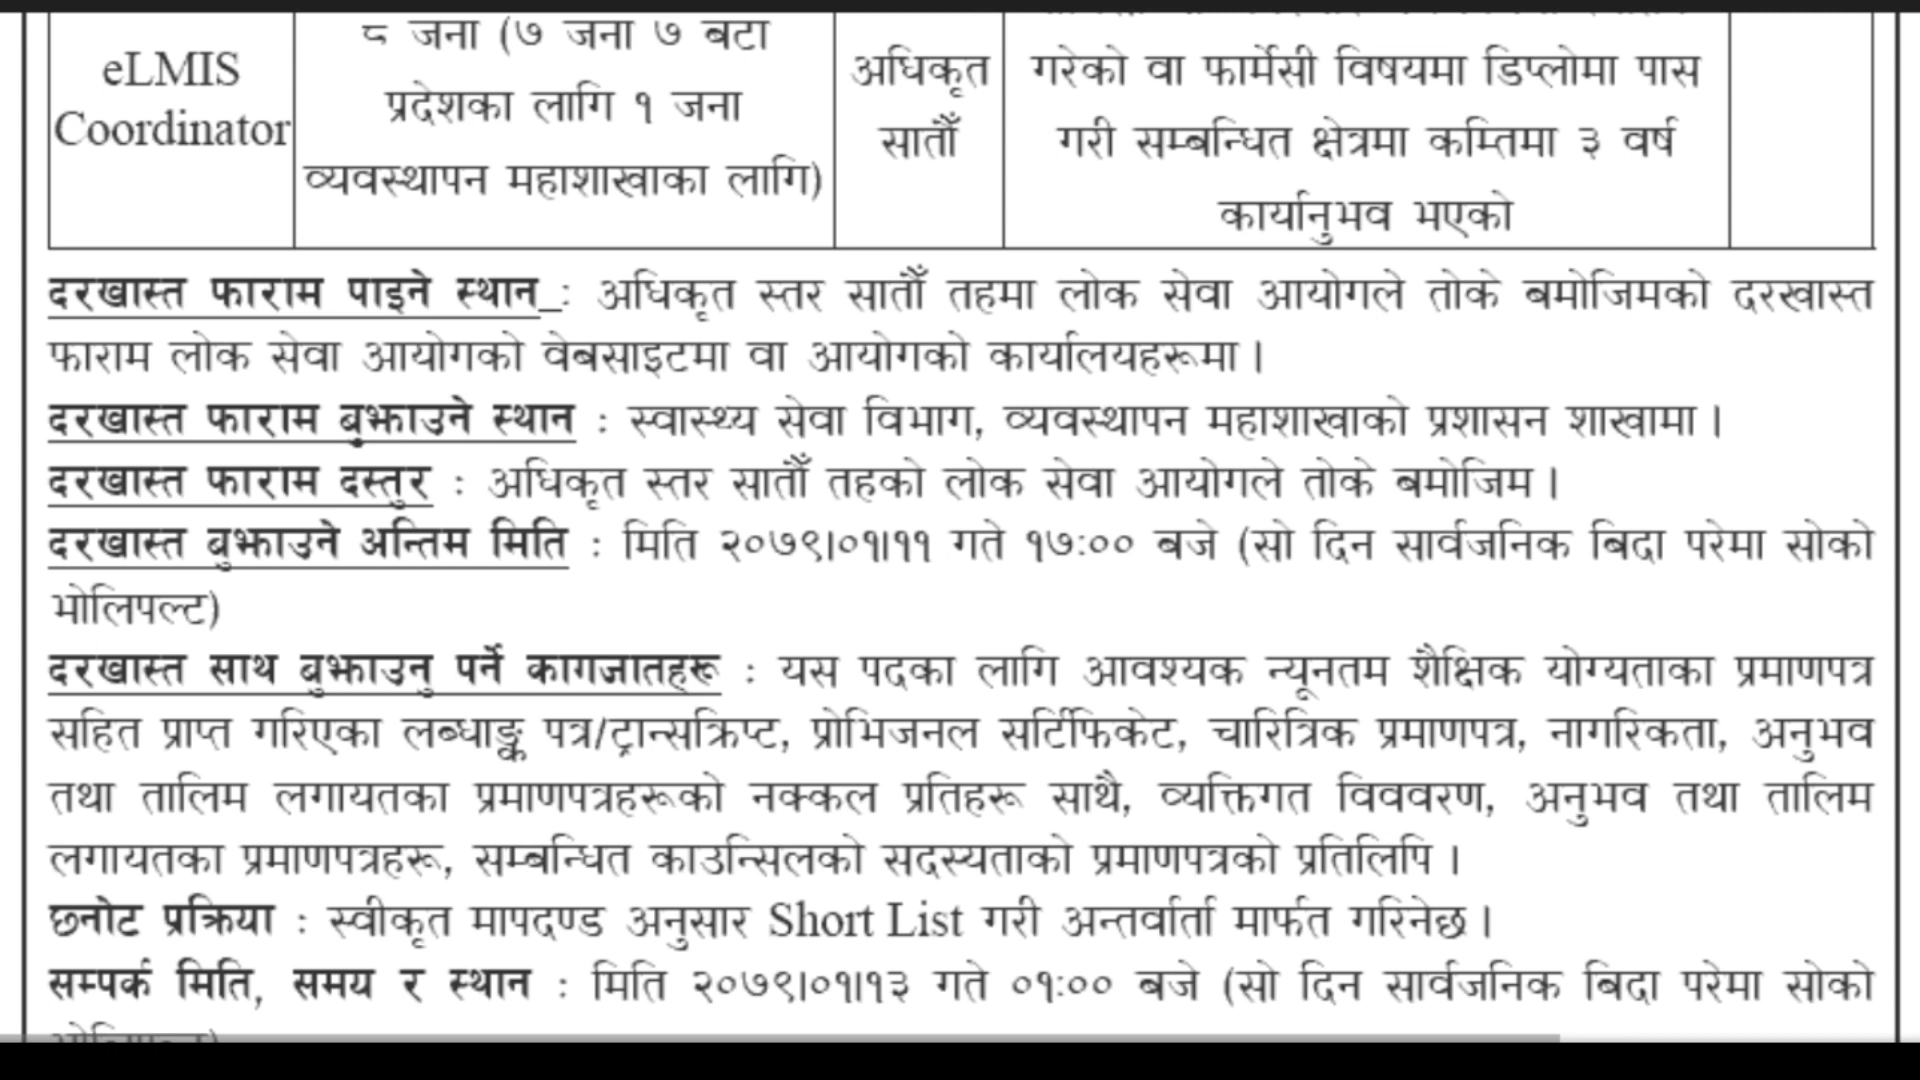 eLMIS
Coordinator
८ जना (७ जना ७ वटा
प्रदेशका लागि १ जना
व्यवस्थापन महाशाखाका लागि)
अधिकृत
सातौँ
गरेको वा फार्मेसी विषयमा डिप्लोमा पास
गरी सम्बन्धित क्षेत्रमा कम्तिमा ३ वर्ष
कार्यानुभव भएको
दरखास्त फाराम पाइने स्थान : अधिकृत स्तर सातौँ तहमा लोक सेवा आयोगले तोके बमोजिमको दरखास्त
फाराम लोक सेवा आयोगको वेबसाइटमा वा आयोगको कार्यालयहरूमा ।
दरखास्त फाराम बुझाउने स्थान : स्वास्थ्य सेवा विभाग, व्यवस्थापन महाशाखाको प्रशासन शाखामा ।
दरखास्त फाराम दस्तुर : अधिकृत स्तर सातौँ तहको लोक सेवा आयोगले तोके बमोजिम ।
दरखास्त बुझाउने अन्तिम मिति : मिति २०७९।०१।११ गते १७:०० बजे (सो दिन सार्वजनिक बिदा परेमा सोको
भोलिपल्ट)
दरखास्त साथ बुझाउनु पर्ने कागजातहरू : यस पदका लागि आवश्यक न्यूनतम शैक्षिक योग्यताका प्रमाणपत्र
सहित प्राप्त गरिएका लब्धाङ्क पत्र/ट्रान्सक्रिप्ट, प्रोभिजनल सर्टिफिकेट, चारित्रिक प्रमाणपत्र, नागरिकता, अनुभव
तथा तालिम लगायतका प्रमाणपत्रहरूको नक्कल प्रतिहरू साथै, व्यक्तिगत विववरण, अनुभव तथा तालिम
लगायतका प्रमाणपत्रहरू, सम्बन्धित काउन्सिलको सदस्यताको प्रमाणपत्रको प्रतिलिपि ।
छनोट प्रक्रिया : स्वीकृत मापदण्ड अनुसार Short List गरी अन्तर्वार्ता मार्फत गरिनेछ ।
सम्पर्क मिति, समय र स्थान : मिति २०७९।०१।१३ गते ०१:०० बजे (सो दिन सार्वजनिक बिदा परेमा सोको